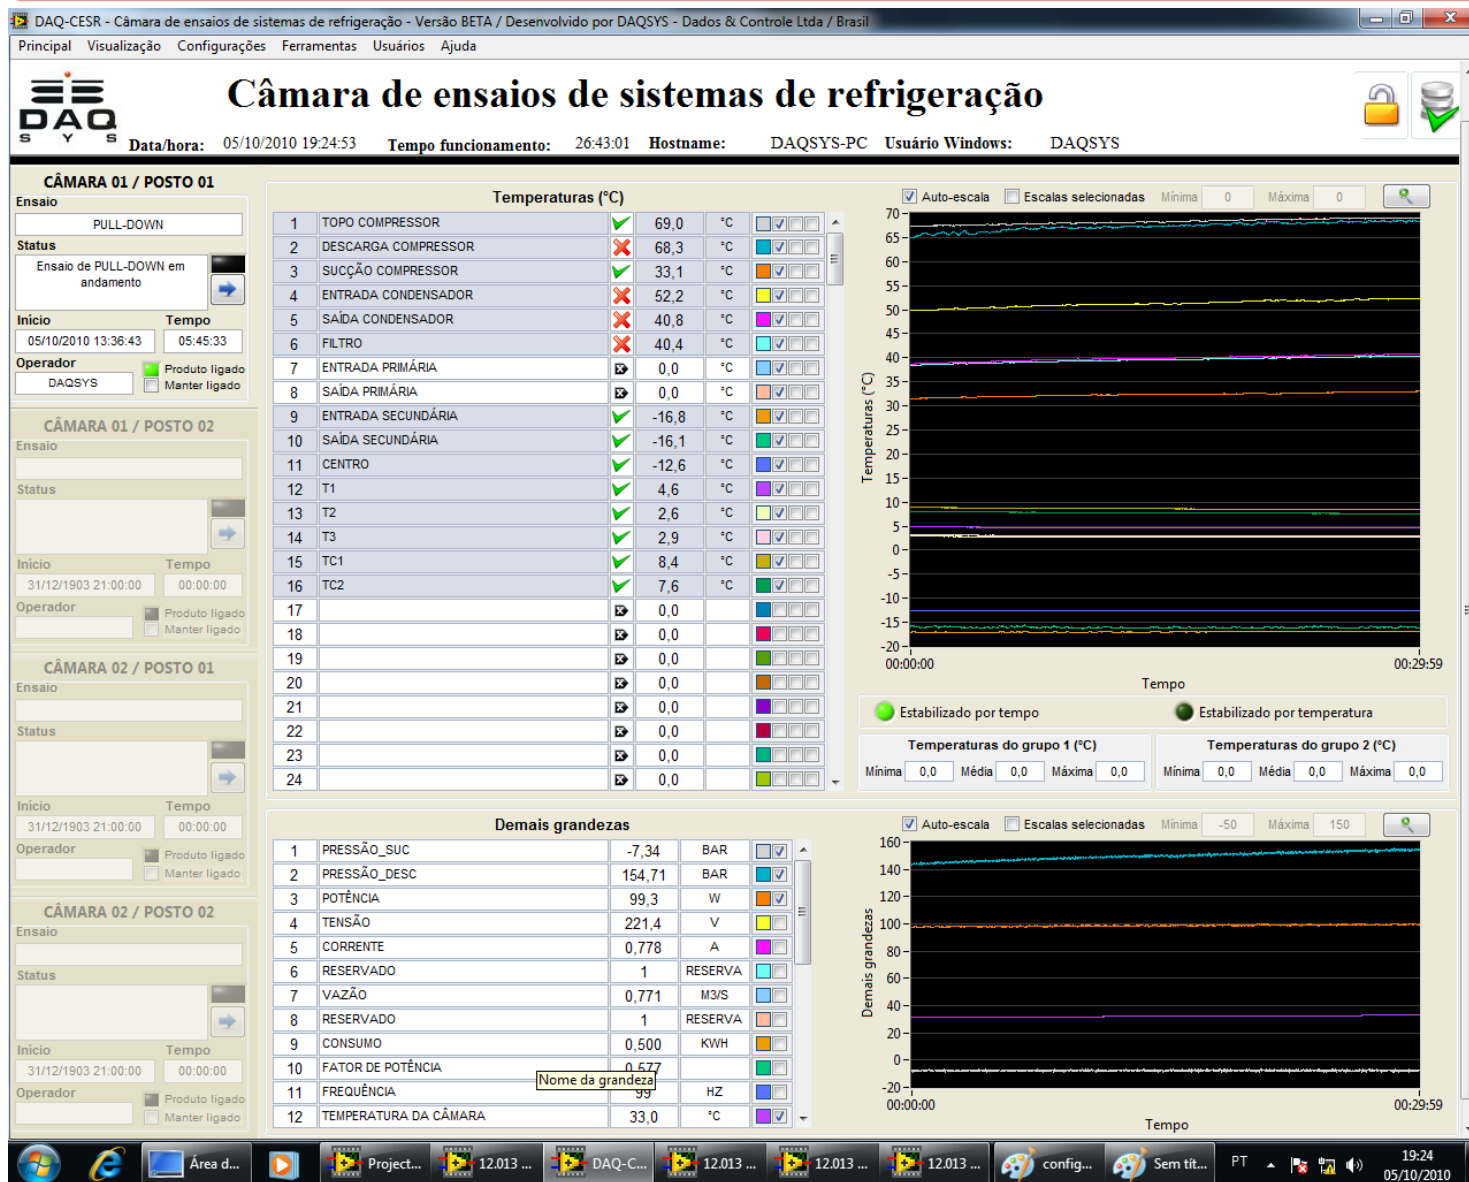 DAQ-CESR - Câmara de ensaios de sistemas de refrigeração - Versão BETA / Desenvolvido por DAQSYS - Dados & Controle Ltda / Brasil
Principal Visualização Configurações Ferramentas Usuários Ajuda
DAQ
SYS
Câmara de ensaios de sistemas de refrigeração
Data/hora: 05/10/2010 19:24:53 Tempo funcionamento: 26:43:01 Hostname: DAQSYS-PC Usuário Windows: DAQSYS
CÂMARA 01 / POSTO 01
Ensaio
PULL-DOWN
Status
Ensaio de PULL-DOWN em
andamento
Início Tempo
05/10/2010 13:36:43 05:45:33
Operador
DAQSYS
Produto ligado
Manter ligado
CÂMARA 01 / POSTO 02
Ensaio
Status
Início Tempo
31/12/1903 21:00:00 00:00:00
Operador
Produto ligado
Manter ligado
CÂMARA 02 / POSTO 01
Ensaio
Status
Início Tempo
31/12/1903 21:00:00 00:00:00
Operador
Produto ligado
Manter ligado
CÂMARA 02 / POSTO 02
Ensaio
Status
Início Tempo
31/12/1903 21:00:00 00:00:00
Operador
Produto ligado
Manter ligado
Temperaturas (°C)
1 TOPO COMPRESSOR 69,0 °C
2 DESCARGA COMPRESSOR 68,3 °C
3 SUCÇÃO COMPRESSOR 33,1 °C
4 ENTRADA CONDENSADOR 52,2 °C
5 SAÍDA CONDENSADOR 40,8 °C
6 FILTRO 40,4 °C
7 ENTRADA PRIMÁRIA 0,0 °C
8 SAÍDA PRIMÁRIA 0,0 °C
9 ENTRADA SECUNDÁRIA -16,8 °C
10 SAÍDA SECUNDÁRIA -16,1 °C
11 CENTRO -12,6 °C
12 T1 4,6 °C
13 T2 2,6 °C
14 T3 2,9 °C
15 TC1 8,4 °C
16 TC2 7,6 °C
17 0,0
18 0,0
19 0,0
20 0,0
21 0,0
22 0,0
23 0,0
24 0,0
Auto-escala Escalas selecionadas Mínima 0 Máxima 0
Temperaturas (°C)
70
65
60
55
50
45
40
35
30
25
20
15
10
5
0
-5
-10
-15
-20
00:00:00 00:29:59
Tempo
Estabilizado por tempo Estabilizado por temperatura
Temperaturas do grupo 1 (°C)
Mínima 0,0 Média 0,0 Máxima 0,0
Temperaturas do grupo 2 (°C)
Mínima 0,0 Média 0,0 Máxima 0,0
Demais grandezas
1 PRESSÃO_SUC -7,34 BAR
2 PRESSÃO_DESC 154,71 BAR
3 POTÊNCIA 99,3 W
4 TENSÃO 221,4 V
5 CORRENTE 0,778 A
6 RESERVADO 1 RESERVA
7 VAZÃO 0,771 M3/S
8 RESERVADO 1 RESERVA
9 CONSUMO 0,500 KWH
10 FATOR DE POTÊNCIA 0,577
Nome da grandeza
11 FREQUÊNCIA 99 HZ
12 TEMPERATURA DA CÂMARA 33,0 °C
Auto-escala Escalas selecionadas Mínima -50 Máxima 150
Demais grandezas
160
140
120
100
80
60
40
20
0
-20
00:00:00 00:29:59
Tempo
Área d... Project... 12.013 ... DAQ-C... 12.013 ... 12.013 ... 12.013 ... config... Sem tít... PT 19:24
05/10/2010